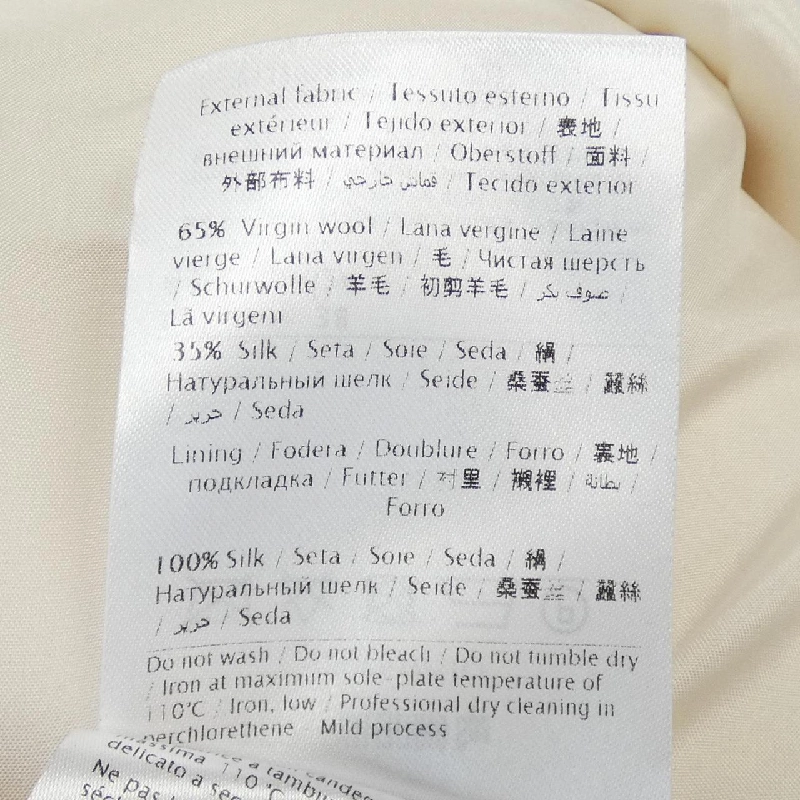 External fabric / Tessuto esterno / Tissu
extérieur / Tejido exterior / 表地 /
внешний материал / Oberstoff / 面料 /
外部布料 / قماش خارجي / Tecido exterior
65% Virgin wool / Lana vergine / Laine
vierge / Lana virgen / 毛 / Чистая шерсть
/ Schurwolle / 羊毛 / 初剪羊毛 / صوف بكر /
Lã virgem
35% Silk / Seta / Soie / Seda / 絹 /
Натуральный шелк / Seide / 桑蚕丝 / 蠶絲
/ حرير / Seda
Lining / Fodera / Doublure / Forro / 裏地 /
подкладка / Futter / 衬里 / 襯裡 / بطانة /
Forro
100% Silk / Seta / Soie / Seda / 絹 /
Натуральный шелк / Seide / 桑蚕丝 / 蠶絲
/ حرير / Seda
Do not wash / Do not bleach / Do not tumble dry
/ Iron at maximum sole-plate temperature of
110°C / Iron, low / Professional dry cleaning in
perchlorethene Mild process
massima 110°C
delicato a
Ne pas